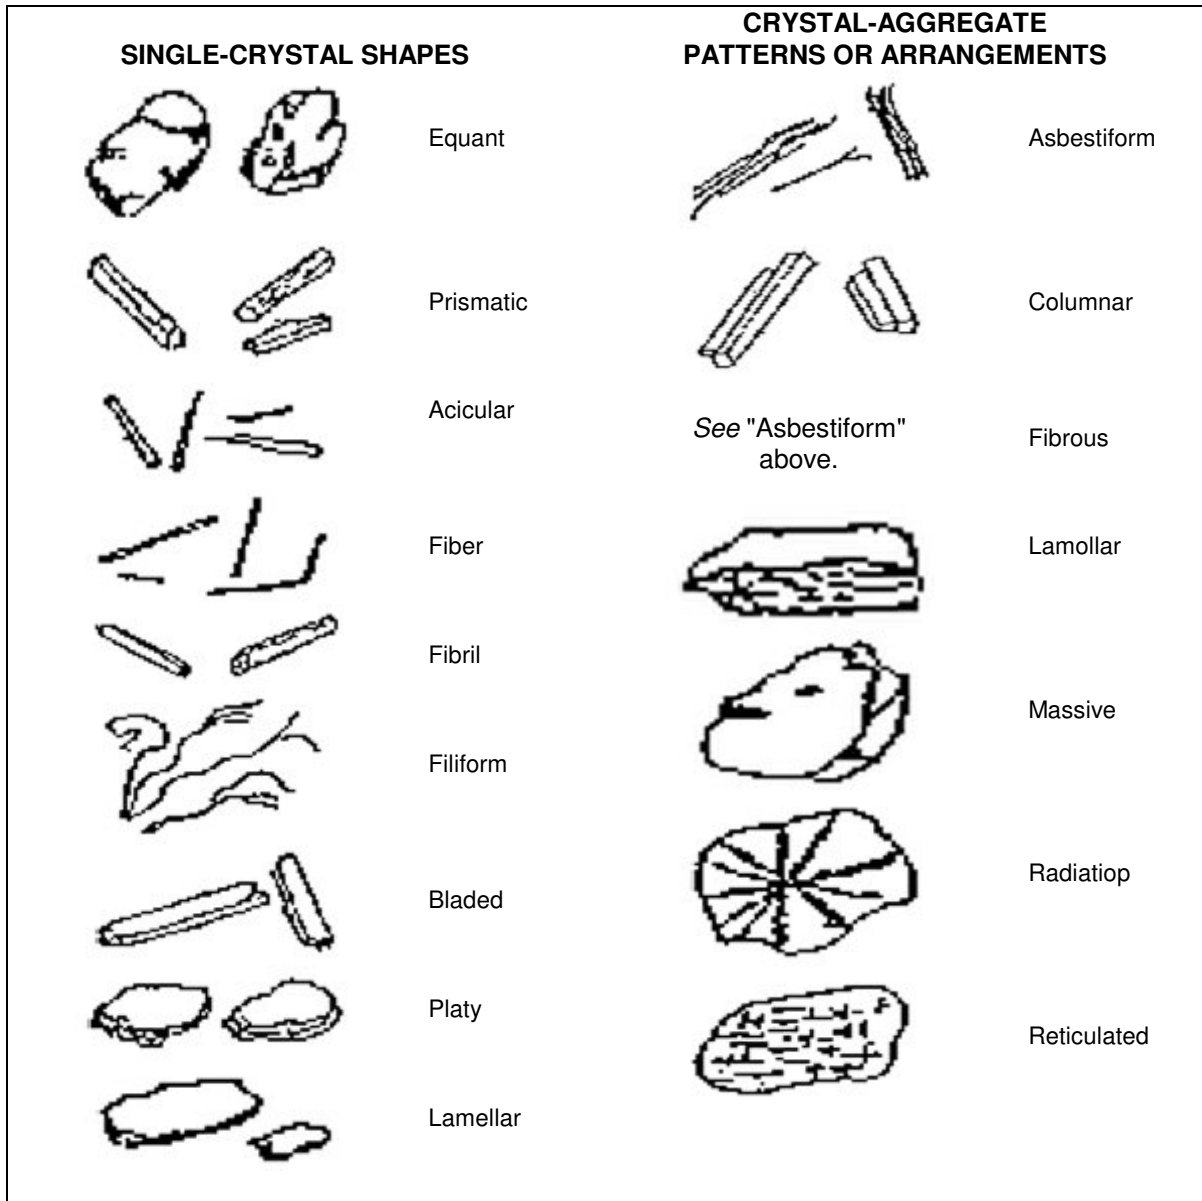 SINGLE-CRYSTAL SHAPES
Equant
Prismatic
Acicular
Fiber
Fibril
Filiform
Bladed
Platy
Lamellar
CRYSTAL-AGGREGATE
PATTERNS OR ARRANGEMENTS
Asbestiform
Columnar
See "Asbestiform"
above.
Fibrous
Lamollar
Massive
Radiatiop
Reticulated